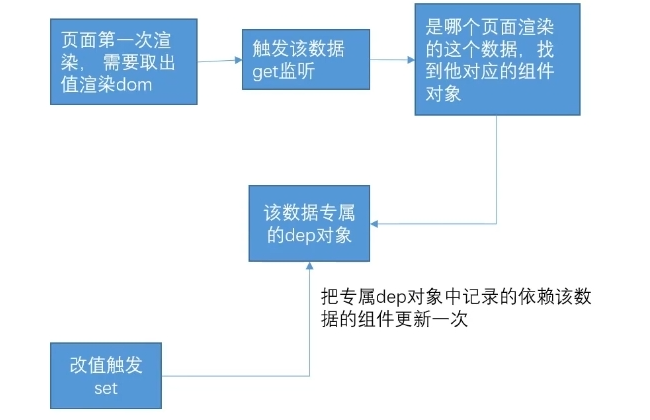 页面第一次渲
染, 需要取出
值渲染dom
触发该数据
get监听
是哪个页面渲染
的这个数据，找
到他对应的组件
对象
该数据专属
的dep对象
把专属dep对象中记录的依赖该数
据的组件更新一次
改值触发
set